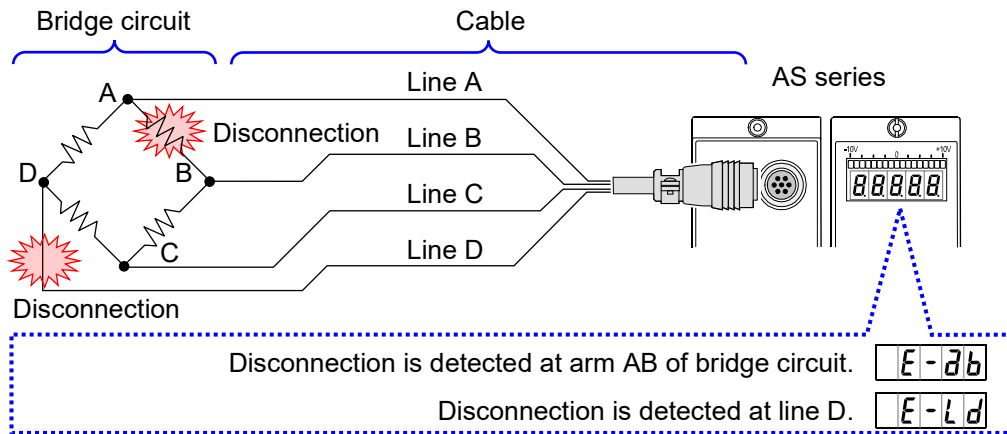 Bridge circuit
Cable
AS series
A
Line A
Disconnection
Line B
D
B
Line C
C
Line D
Disconnection
-10V 0 +10V
8.8.8.8.8
Disconnection is detected at arm AB of bridge circuit. E-ab
Disconnection is detected at line D. E-Ld